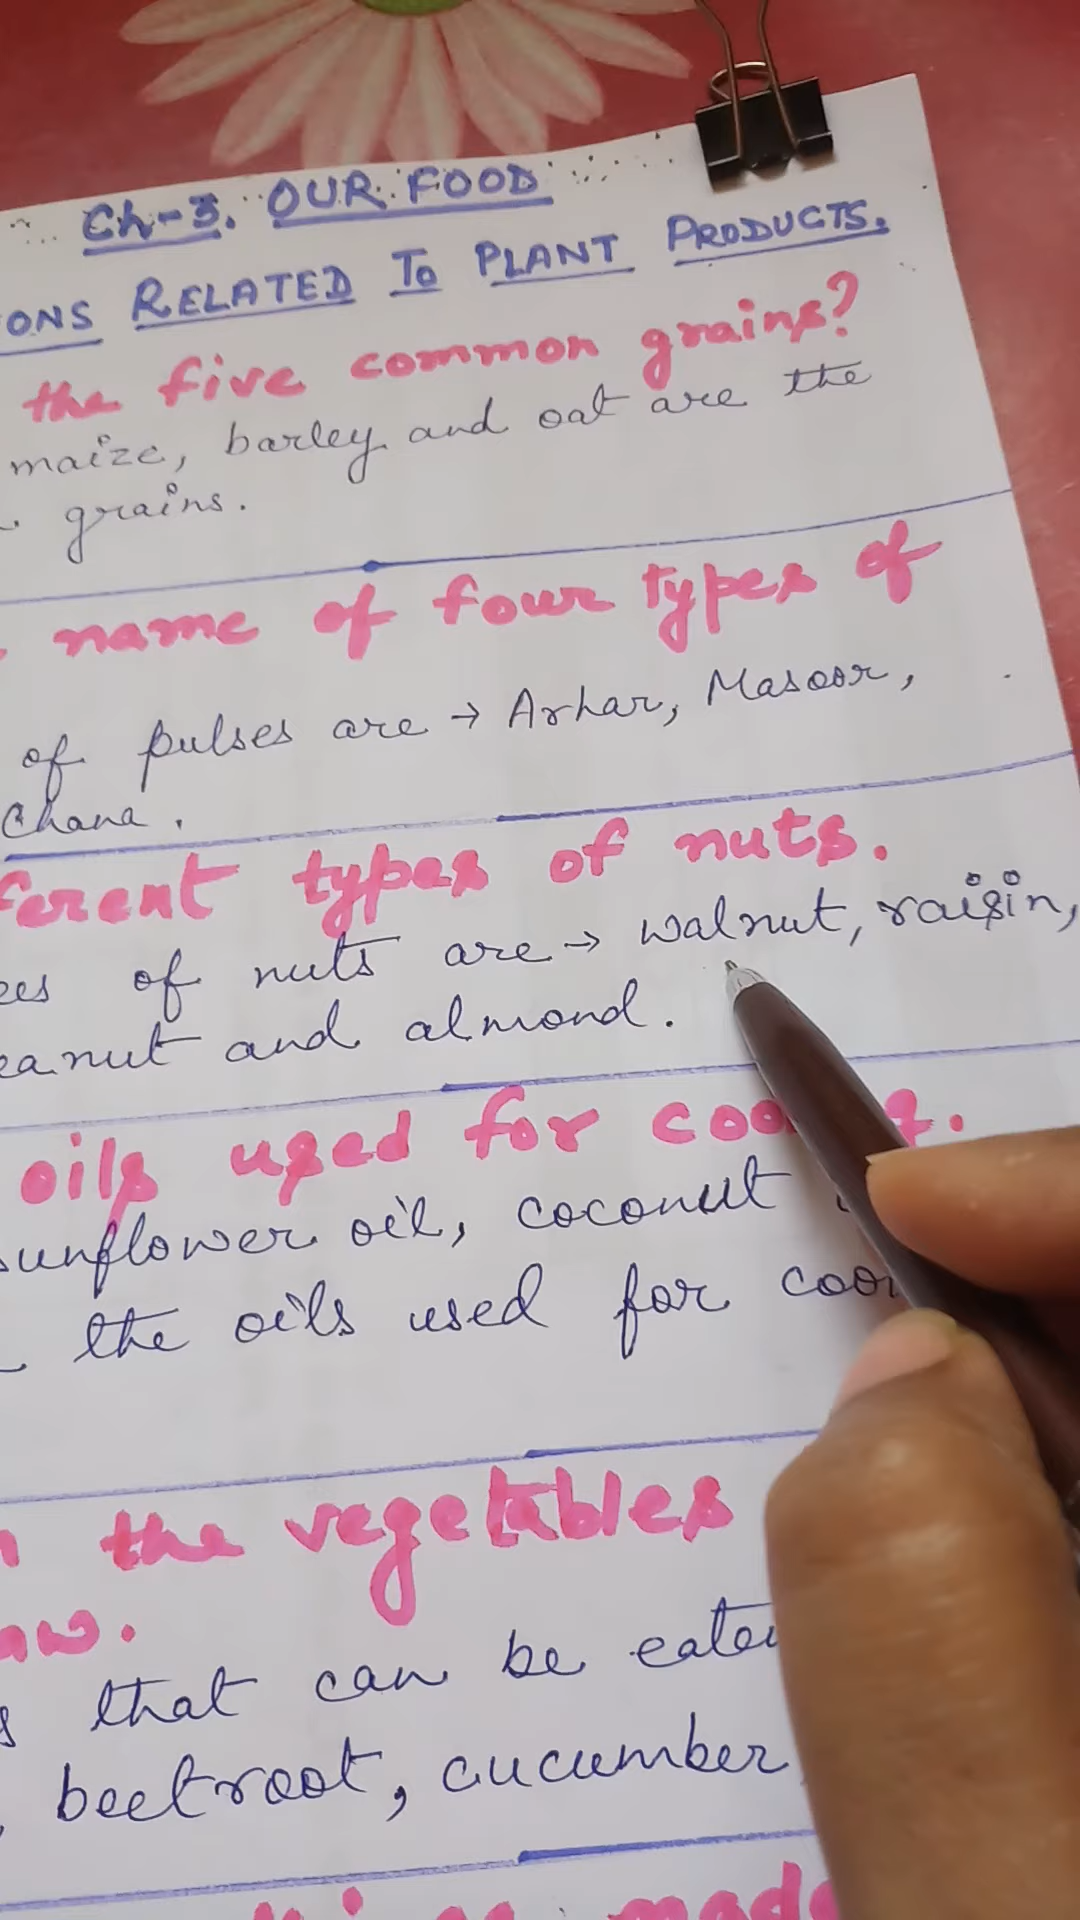 Ch-3. OUR FOOD
ONS RELATED TO PLANT PRODUCTS.
the five common grains?
maize, barley and oat are the
grains.
name of four types of
of pulses are → Arhar, Masoor,
Chana.
ferent types of nuts.
of nuts are → walnut, raisin,
eanut and almond.
oils used for coo
sunflower oil, coconut
the oils used for coo
the vegetables
aw.
that can be eate
beetroot, cucumber
made